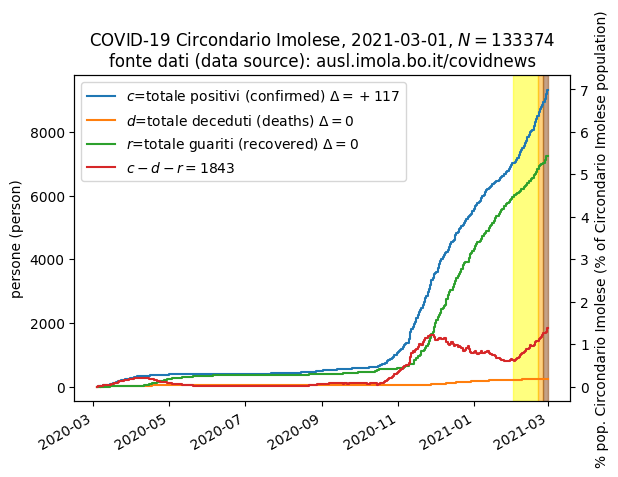 COVID-19 Circondario Imolese, 2021-03-01, N = 133374
fonte dati (data source): ausl.imola.bo.it/covidnews
c=totale positivi (confirmed) Δ = +117
d=totale deceduti (deaths) Δ = 0
r=totale guariti (recovered) Δ = 0
c − d − r = 1843
persone (person)
8000
6000
4000
2000
0
7
6
5
4
3
2
1
0
% pop. Circondario Imolese (% of Circondario Imolese population)
2020-03
2020-05
2020-07
2020-09
2020-11
2021-01
2021-03